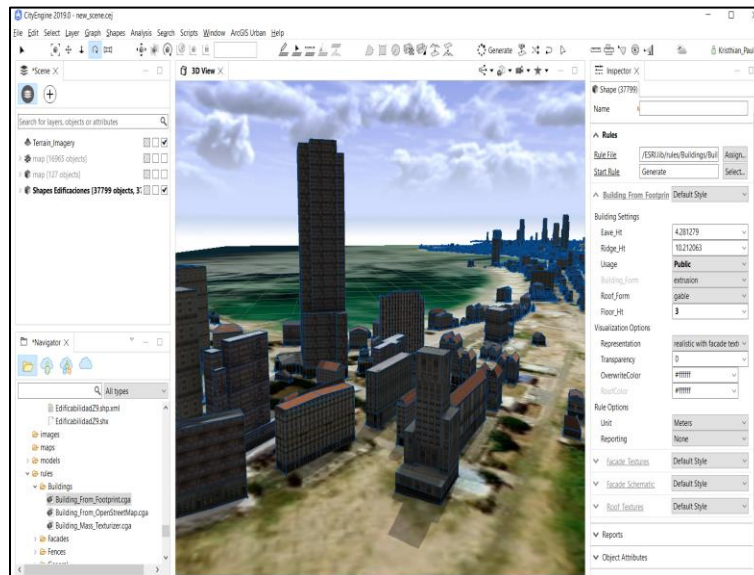 CityEngine 2019.0 - new_scene.cej
File Edit Select Layer Graph Shapes Analysis Search Scripts Window ArcGIS Urban Help
Generate
Kristhian_Paul
*Scene
Search for layers, objects or attributes
Terrain_Imagery
map [16965 objects]
map [127 objects]
Shapes Edificaciones [37799 objects, 37
*Navigator
All types
EdificabilidadZ9.shp.xml
EdificabilidadZ9.shx
images
maps
models
rules
Buildings
Building_From_Footprint.cga
Building_From_OpenStreetMap.cga
Building_Mass_Texturizer.cga
Facades
Fences
3D View
Inspector
Shape (37799)
Name
Rules
Rule File /ESRI.lib/rules/Buildings/Buil Assign...
Start Rule Generate Select...
Building_From_Footprin Default Style
Building Settings
Eave_Ht 4.281279
Ridge_Ht 10.212063
Usage Public
Building_Form extrusion
Roof_Form gable
Floor_Ht 3
Visualization Options
Representation realistic with facade textu
Transparency 0
OverwriteColor #ffffff
RoofColor #ffffff
Rule Options
Unit Meters
Reporting None
Facade Textures Default Style
Facade Schematic Default Style
Roof Textures Default Style
Reports
Object Attributes